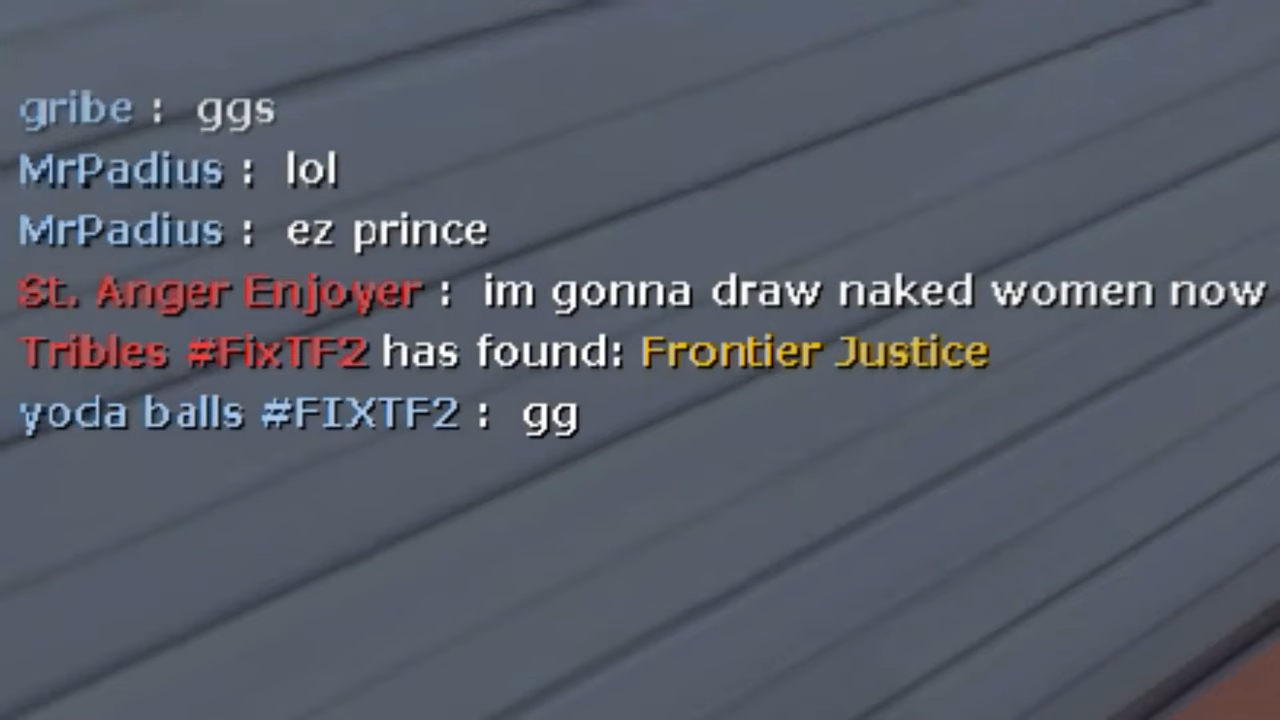 gribe :  ggs
MrPadius :  lol
MrPadius :  ez prince
St. Anger Enjoyer :  im gonna draw naked women now
Tribles #FixTF2 has found: Frontier Justice
yoda balls #FIXTF2 :  gg